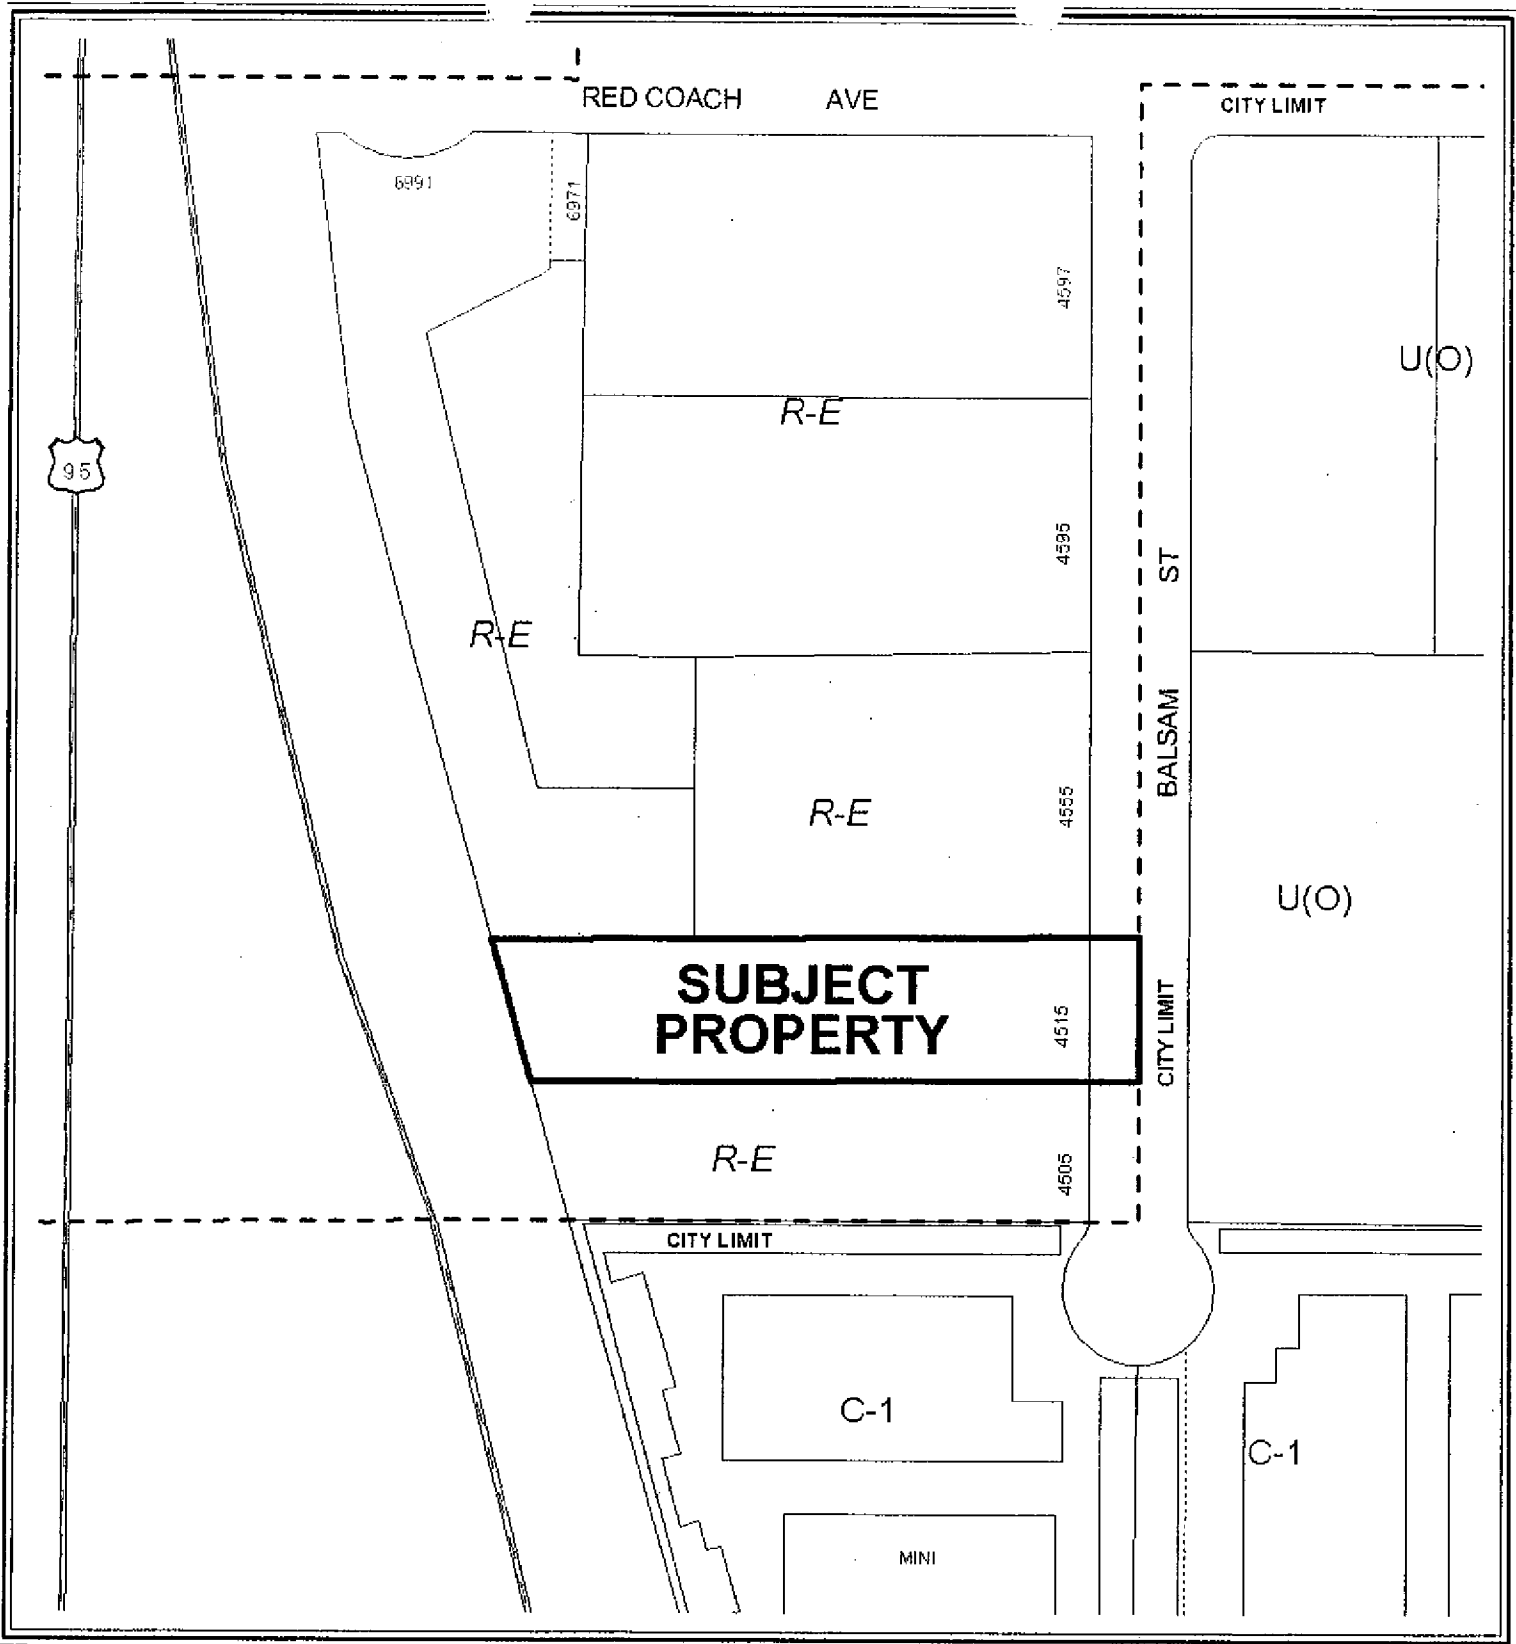 RED COACH AVE
CITY LIMIT
6991
6971
4597
U(O)
R-E
95
4595
ST
R-E
BALSAM
R-E
4555
U(O)
SUBJECT
PROPERTY
4515
CITY LIMIT
R-E
4505
CITY LIMIT
C-1
C-1
MINI